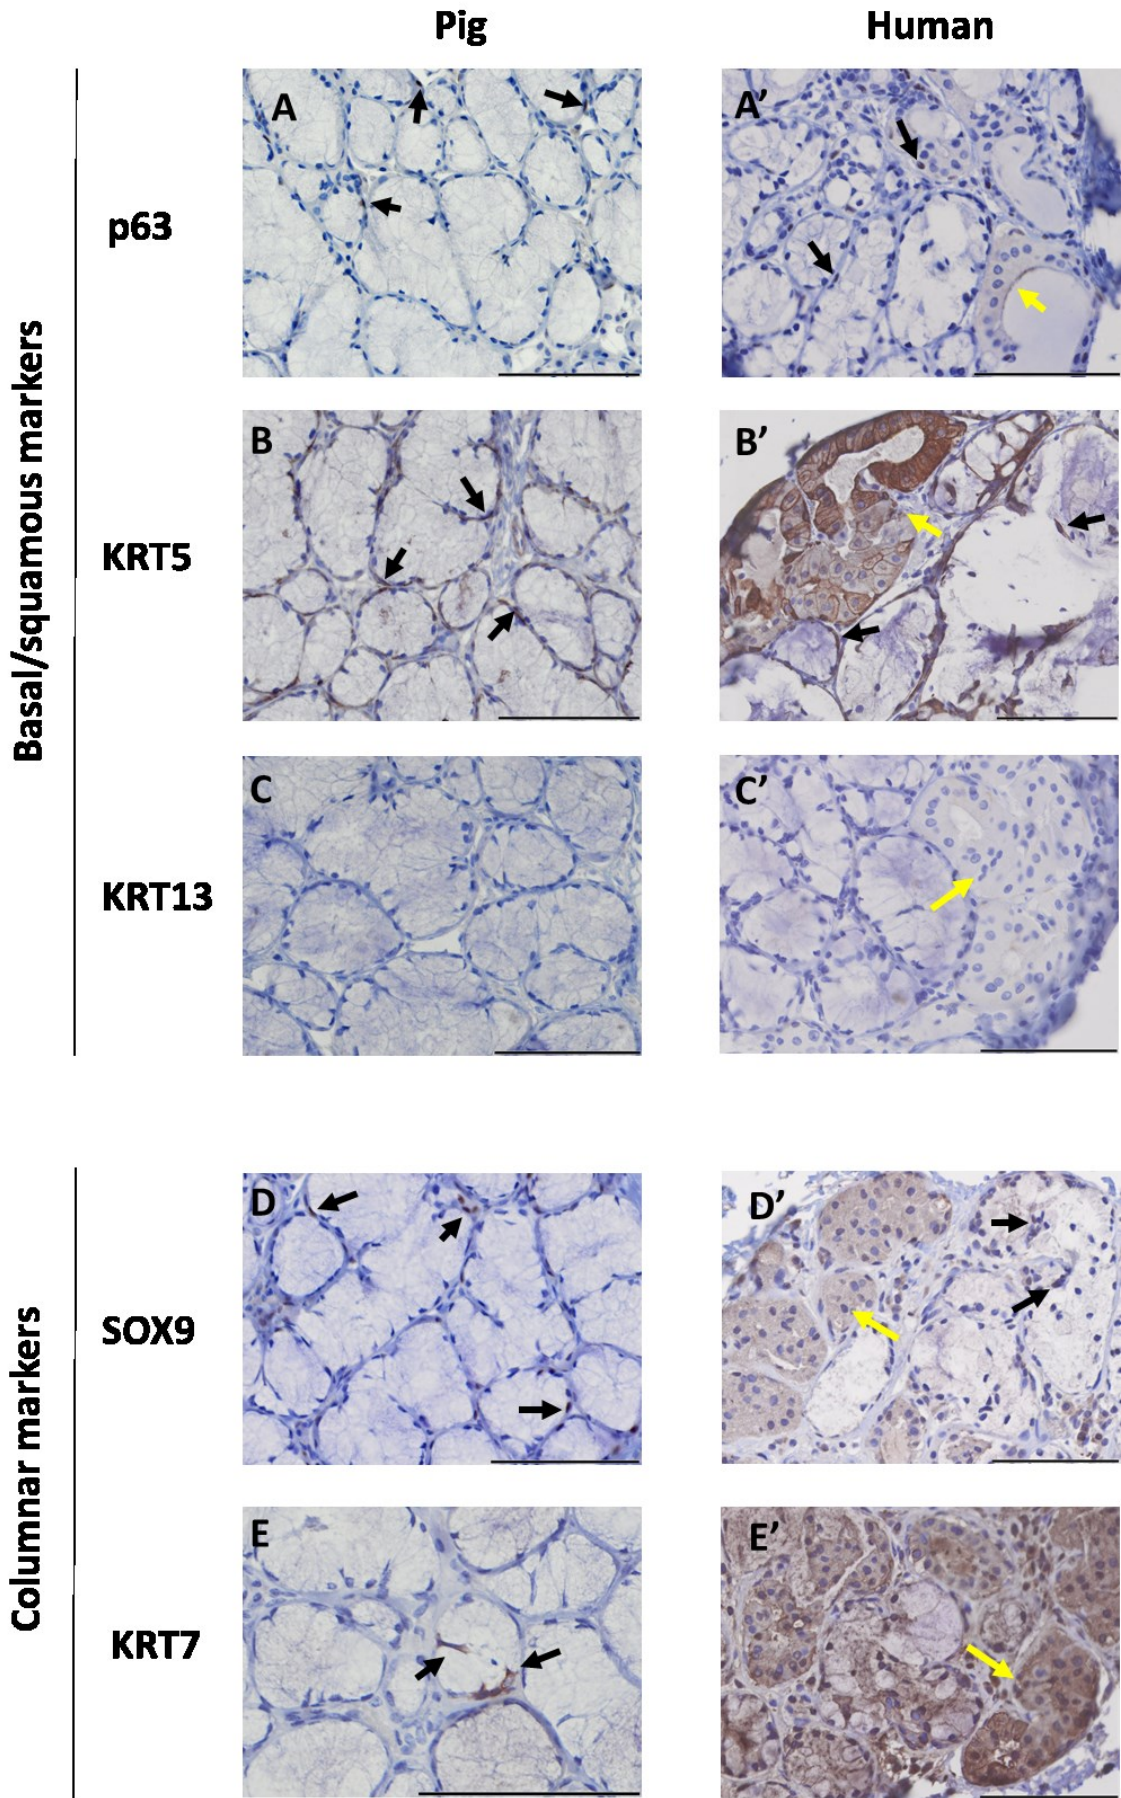 Pig
Human
Basal/squamous markers
p63
A
A’
KRT5
B
B’
KRT13
C
C’
Columnar markers
SOX9
D
D’
KRT7
E
E’